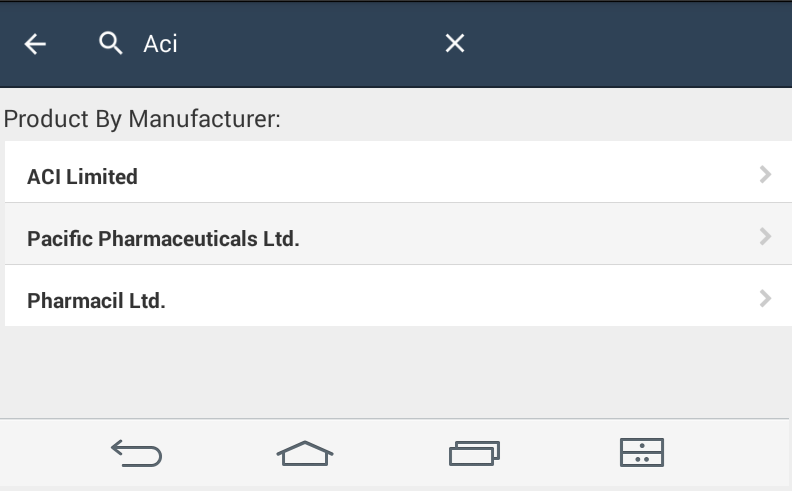 Aci
Product By Manufacturer:
ACI Limited
Pacific Pharmaceuticals Ltd.
Pharmacil Ltd.